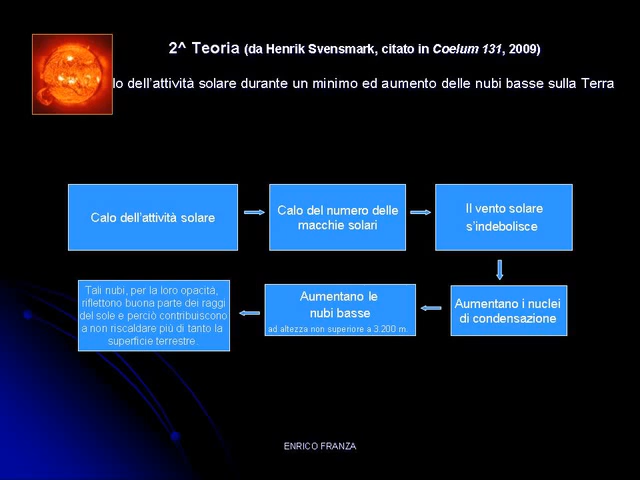 2^ Teoria (da Henrik Svensmark, citato in Coelum 131, 2009)
lo dell'attività solare durante un minimo ed aumento delle nubi basse sulla Terra
Calo dell'attività solare
Calo del numero delle
macchie solari
Il vento solare
s'indebolisce
Aumentano i nuclei
di condensazione
Aumentano le
nubi basse
ad altezza non superiore a 3.200 m.
Tali nubi, per la loro opacità,
riflettono buona parte dei raggi
del sole e perciò contribuiscono
a non riscaldare più di tanto la
superficie terrestre.
ENRICO FRANZA